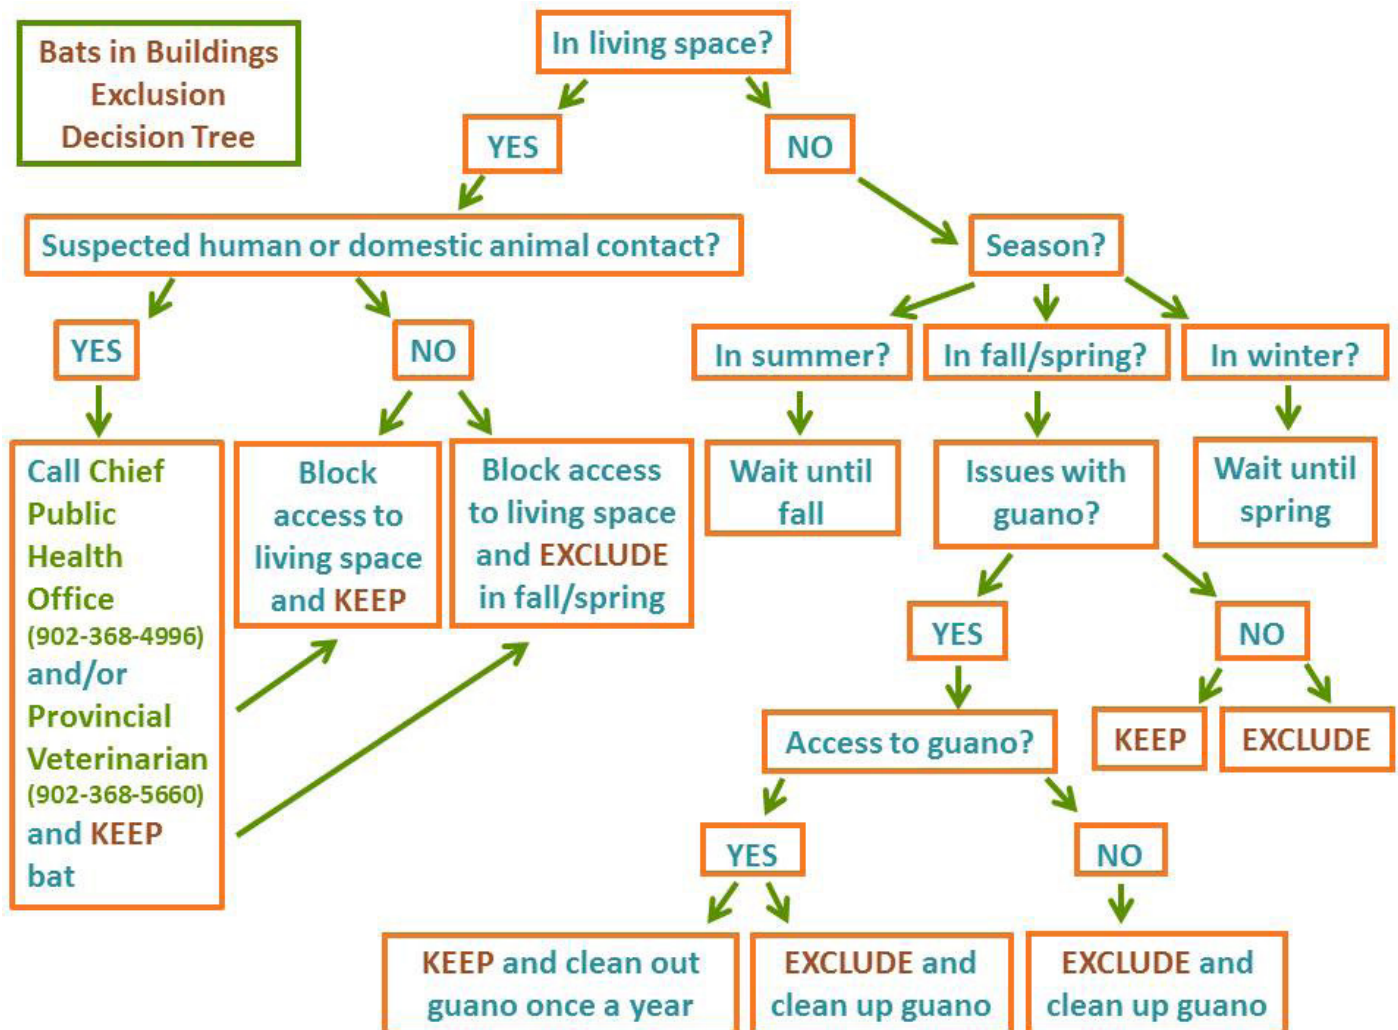 Bats in Buildings
Exclusion
Decision Tree
In living space?
YES
NO
Suspected human or domestic animal contact?
Season?
YES
NO
In summer?
In fall/spring?
In winter?
Call Chief
Public
Health
Office
(902-368-4996)
and/or
Provincial
Veterinarian
(902-368-5660)
and KEEP
bat
Block
access to
living space
and KEEP
Block access
to living space
and EXCLUDE
in fall/spring
Wait until
fall
Issues with
guano?
Wait until
spring
YES
NO
Access to guano?
KEEP
EXCLUDE
YES
NO
KEEP and clean out
guano once a year
EXCLUDE and
clean up guano
EXCLUDE and
clean up guano